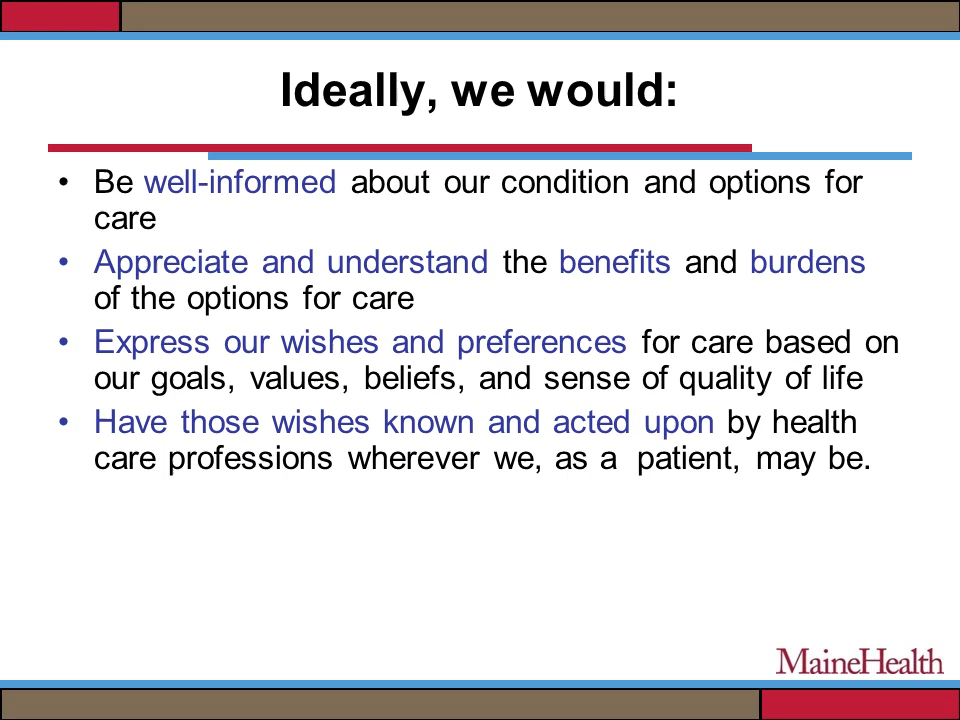 Ideally, we would:
• Be well-informed about our condition and options for
care
• Appreciate and understand the benefits and burdens
of the options for care
• Express our wishes and preferences for care based on
our goals, values, beliefs, and sense of quality of life
• Have those wishes known and acted upon by health
care professions wherever we, as a patient, may be.
MaineHealth